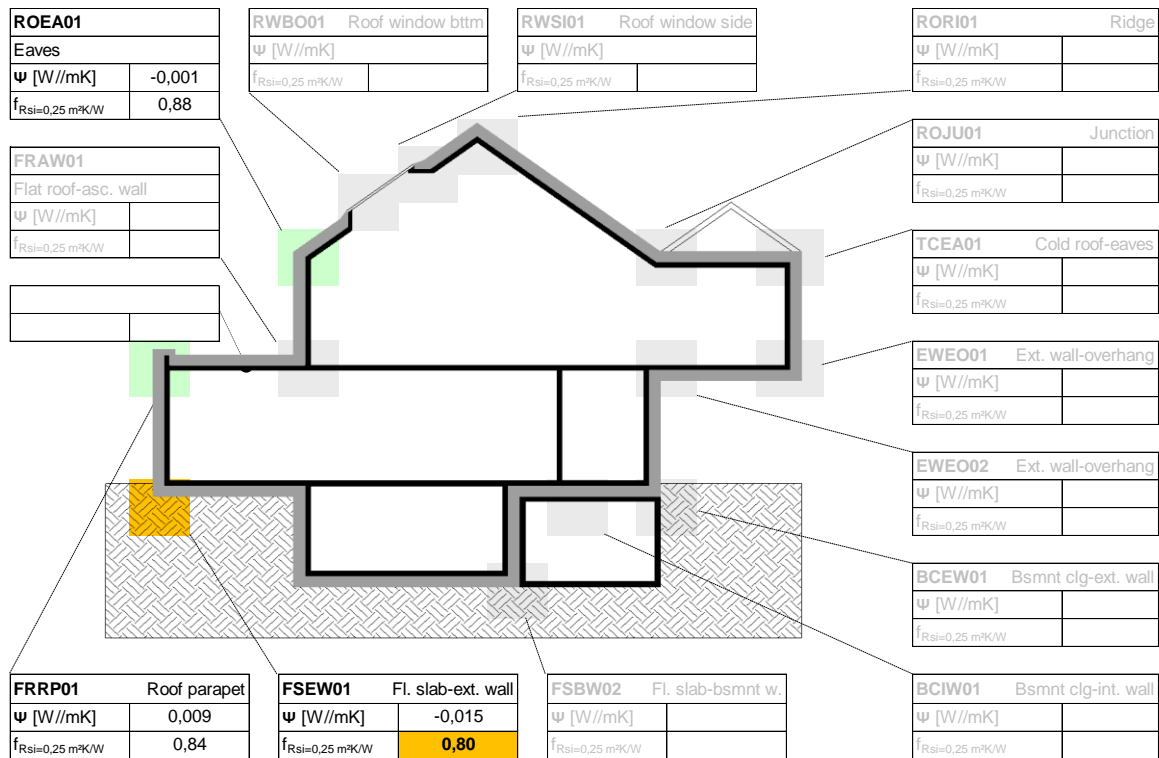 ROEA01
Eaves
Ψ [W//mK] -0,001
fRsi=0,25 m²K/W 0,88
RWBO01 Roof window bttm
Ψ [W//mK]
fRsi=0,25 m²K/W
RWSI01 Roof window side
Ψ [W//mK]
fRsi=0,25 m²K/W
RORI01 Ridge
Ψ [W//mK]
fRsi=0,25 m²K/W
FRAW01
Flat roof-asc. wall
Ψ [W//mK]
fRsi=0,25 m²K/W
ROJU01 Junction
Ψ [W//mK]
fRsi=0,25 m²K/W
TCEA01 Cold roof-eaves
Ψ [W//mK]
fRsi=0,25 m²K/W
EWEO01 Ext. wall-overhang
Ψ [W//mK]
fRsi=0,25 m²K/W
EWEO02 Ext. wall-overhang
Ψ [W//mK]
fRsi=0,25 m²K/W
BCEW01 Bsmnt clg-ext. wall
Ψ [W//mK]
fRsi=0,25 m²K/W
FRRP01 Roof parapet
Ψ [W//mK] 0,009
fRsi=0,25 m²K/W 0,84
FSEW01 Fl. slab-ext. wall
Ψ [W//mK] -0,015
fRsi=0,25 m²K/W 0,80
FSBW02 Fl. slab-bsmnt w.
Ψ [W//mK]
fRsi=0,25 m²K/W
BCIW01 Bsmnt clg-int. wall
Ψ [W//mK]
fRsi=0,25 m²K/W